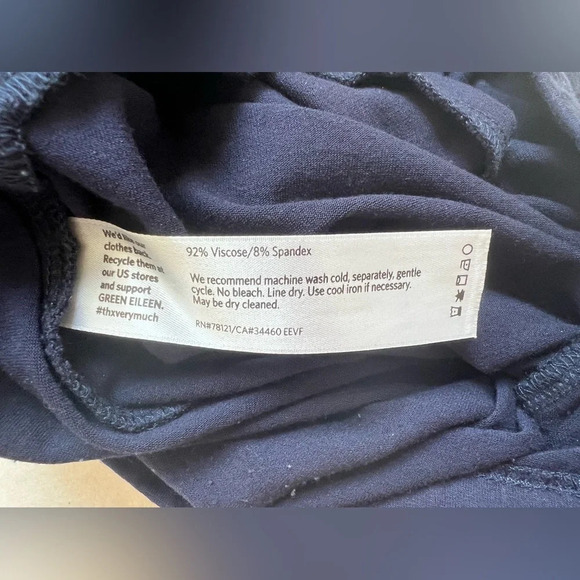 We'd like your
clothes back.
Recycle them at
our US stores
and support
GREEN EILEEN.
#thxverymuch
92% Viscose/8% Spandex
We recommend machine wash cold, separately, gentle
cycle. No bleach. Line dry. Use cool iron if necessary.
May be dry cleaned.
RN#78121/CA#34460 EEVF